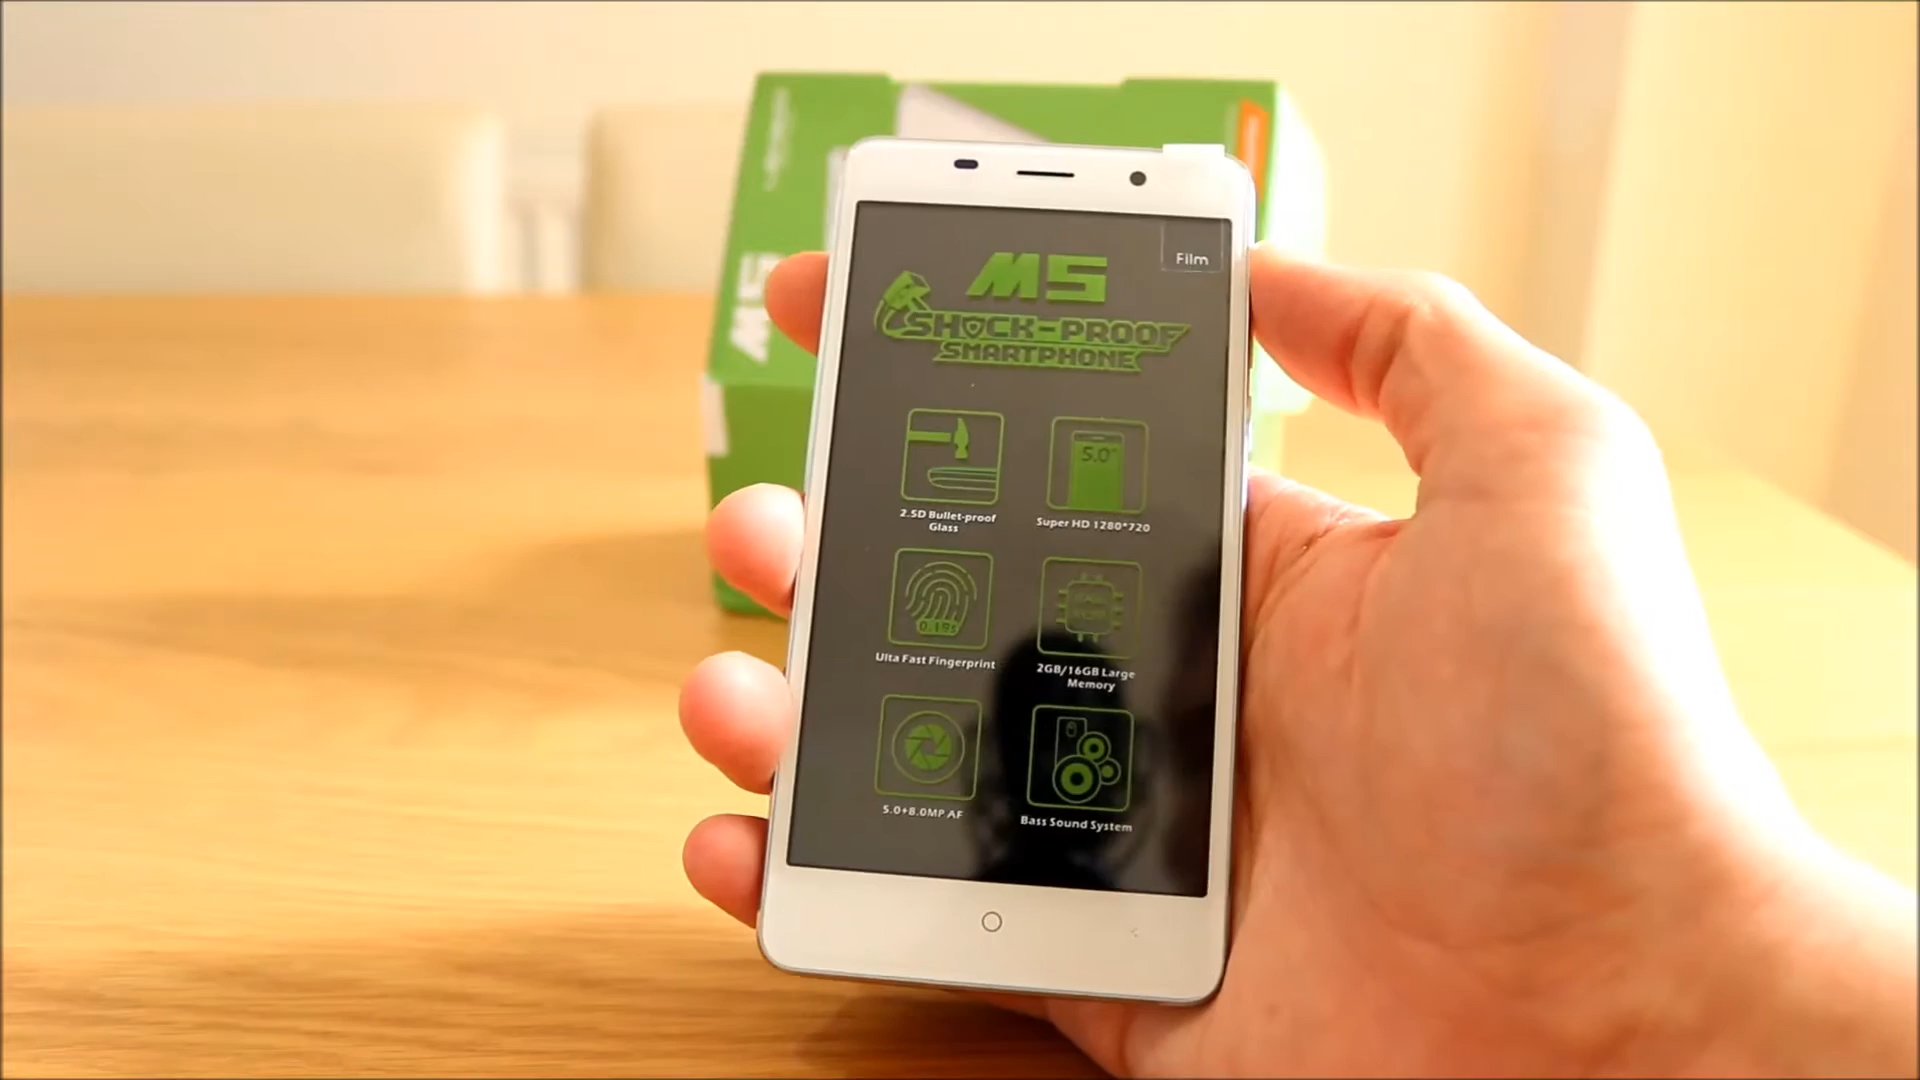 M5
Film
SHOCK-PROOF
SMARTPHONE
5.0"
2.5D Bullet-proof
Glass
Super HD 1280*720
0.19s
Ulta Fast Fingerprint
2GB/16GB Large
Memory
5.0+8.0MP AF
Bass Sound System
M5